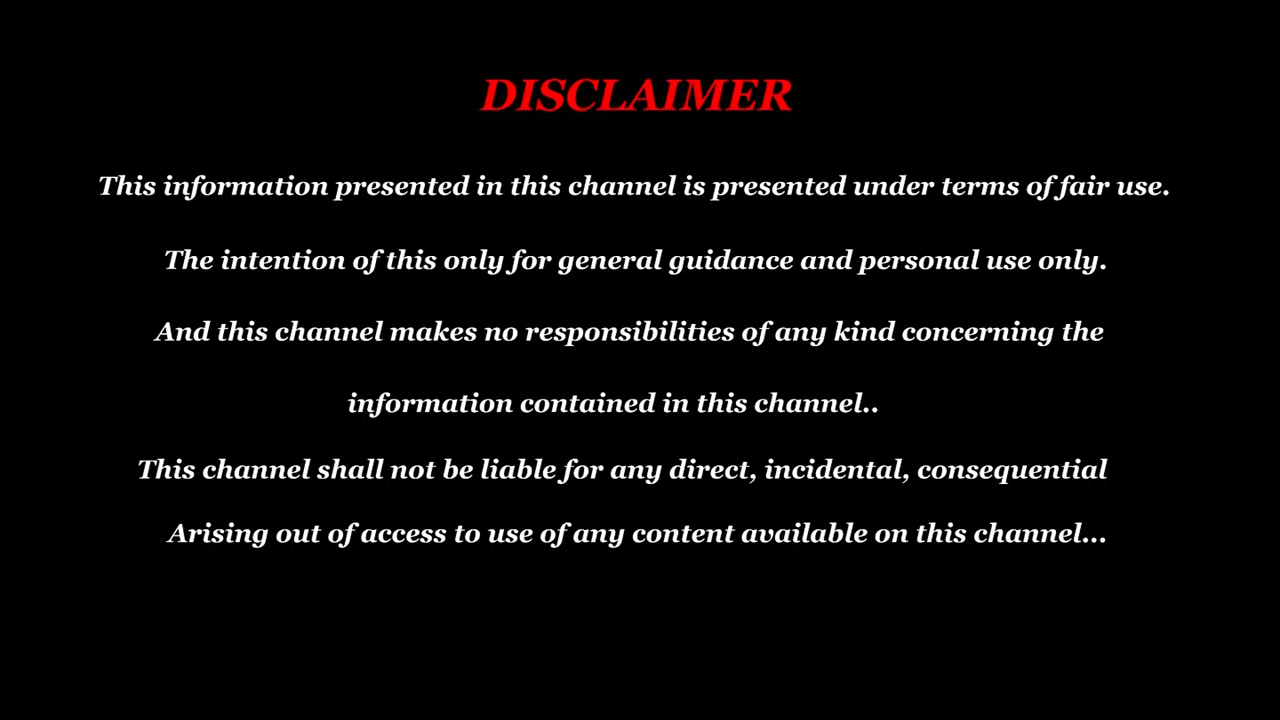 DISCLAIMER
This information presented in this channel is presented under terms of fair use.
The intention of this only for general guidance and personal use only.
And this channel makes no responsibilities of any kind concerning the
information contained in this channel..
This channel shall not be liable for any direct, incidental, consequential
Arising out of access to use of any content available on this channel...